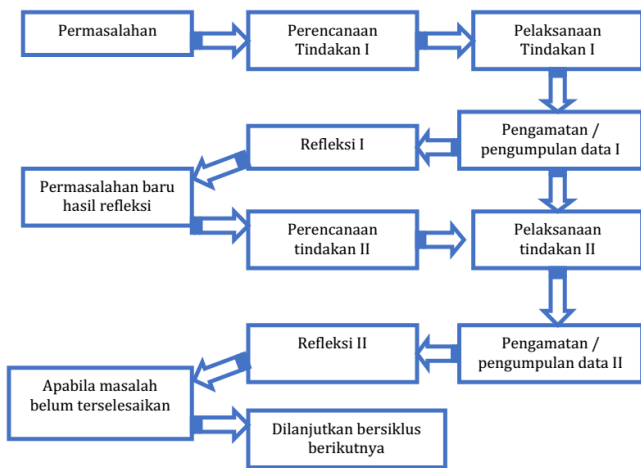 Permasalahan
Perencanaan
Tindakan I
Pelaksanaan
Tindakan I
Pengamatan /
pengumpulan data I
Refleksi I
Permasalahan baru
hasil refleksi
Perencanaan
tindakan II
Pelaksanaan
tindakan II
Pengamatan /
pengumpulan data II
Refleksi II
Apabila masalah
belum terselesaikan
Dilanjutkan bersiklus
berikutnya